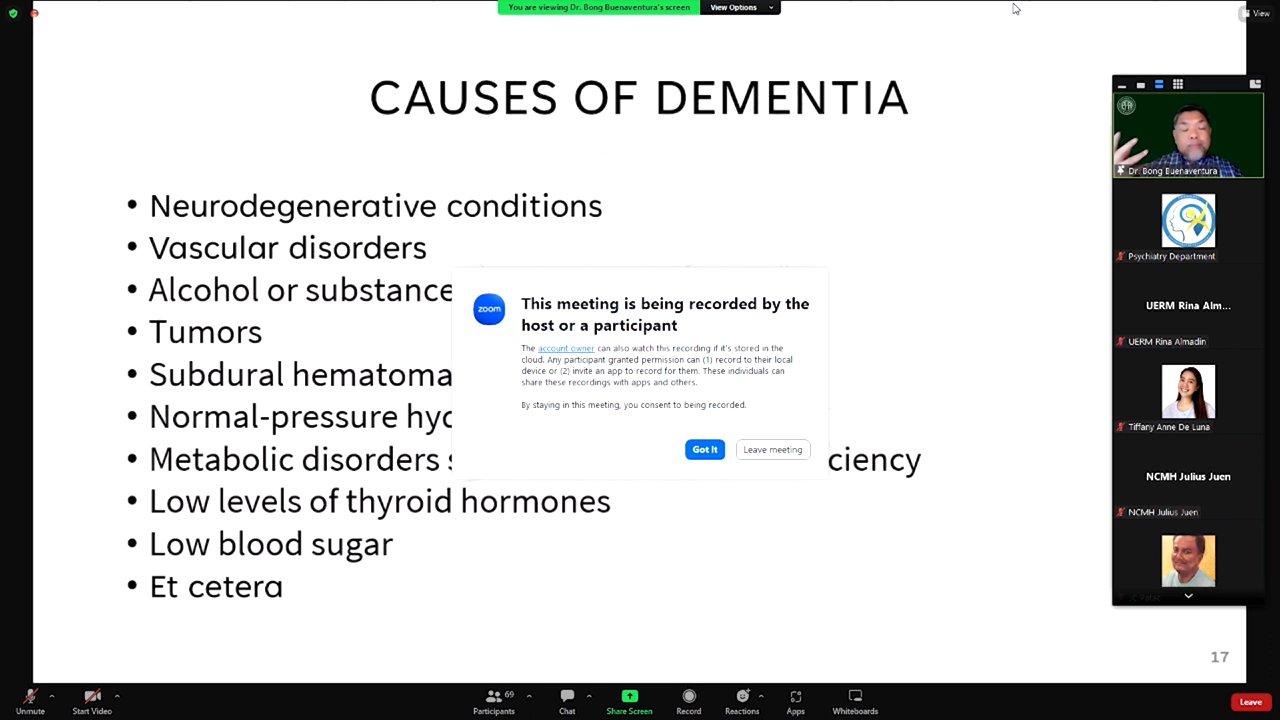 You are viewing Dr. Bong Buenaventura's screen
View Options
View
CAUSES OF DEMENTIA
• Neurodegenerative conditions
• Vascular disorders
• Alcohol or substance
• Tumors
• Subdural hematoma
• Normal-pressure
• Metabolic disorders
• Low levels of thyroid hormones
• Low blood sugar
• Et cetera
17
zoom
This meeting is being recorded by the
host or a participant
The account owner can also watch this recording if it's stored in the
cloud. Any participant granted permission can (1) record to their local
device or (2) invite an app to record for them. These individuals can
share these recordings with apps and others.
By staying in this meeting, you consent to being recorded.
Got it
Leave meeting
Dr. Bong Buenaventura
Psychiatry Department
UERM Rina Alm...
UERM Rina Almadin
Tiffany Anne De Luna
NCMH Julius Juen
NCMH Julius Juen
Unmute
Start Video
69
Participants
Chat
Share Screen
Record
Reactions
Apps
Whiteboards
Leave